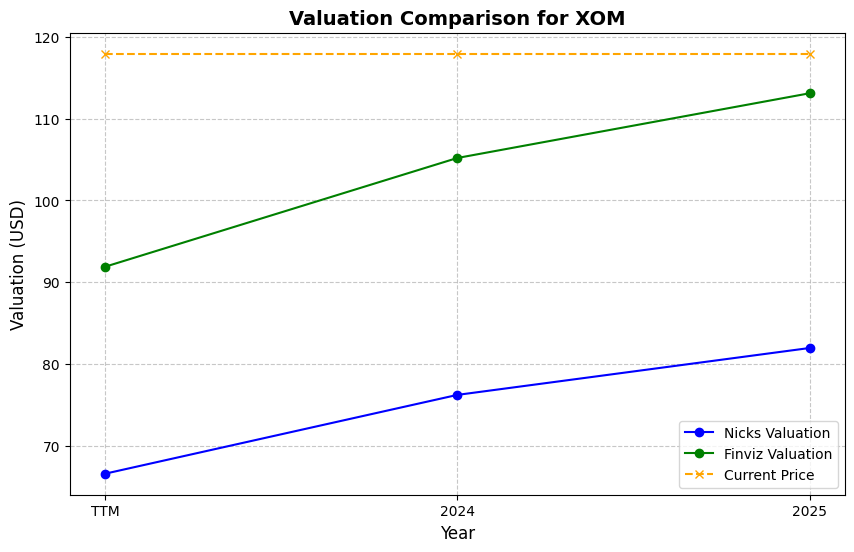 Valuation Comparison for XOM
120
110
100
90
80
70
Valuation (USD)
TTM
2024
2025
Year
Nicks Valuation
Finviz Valuation
Current Price